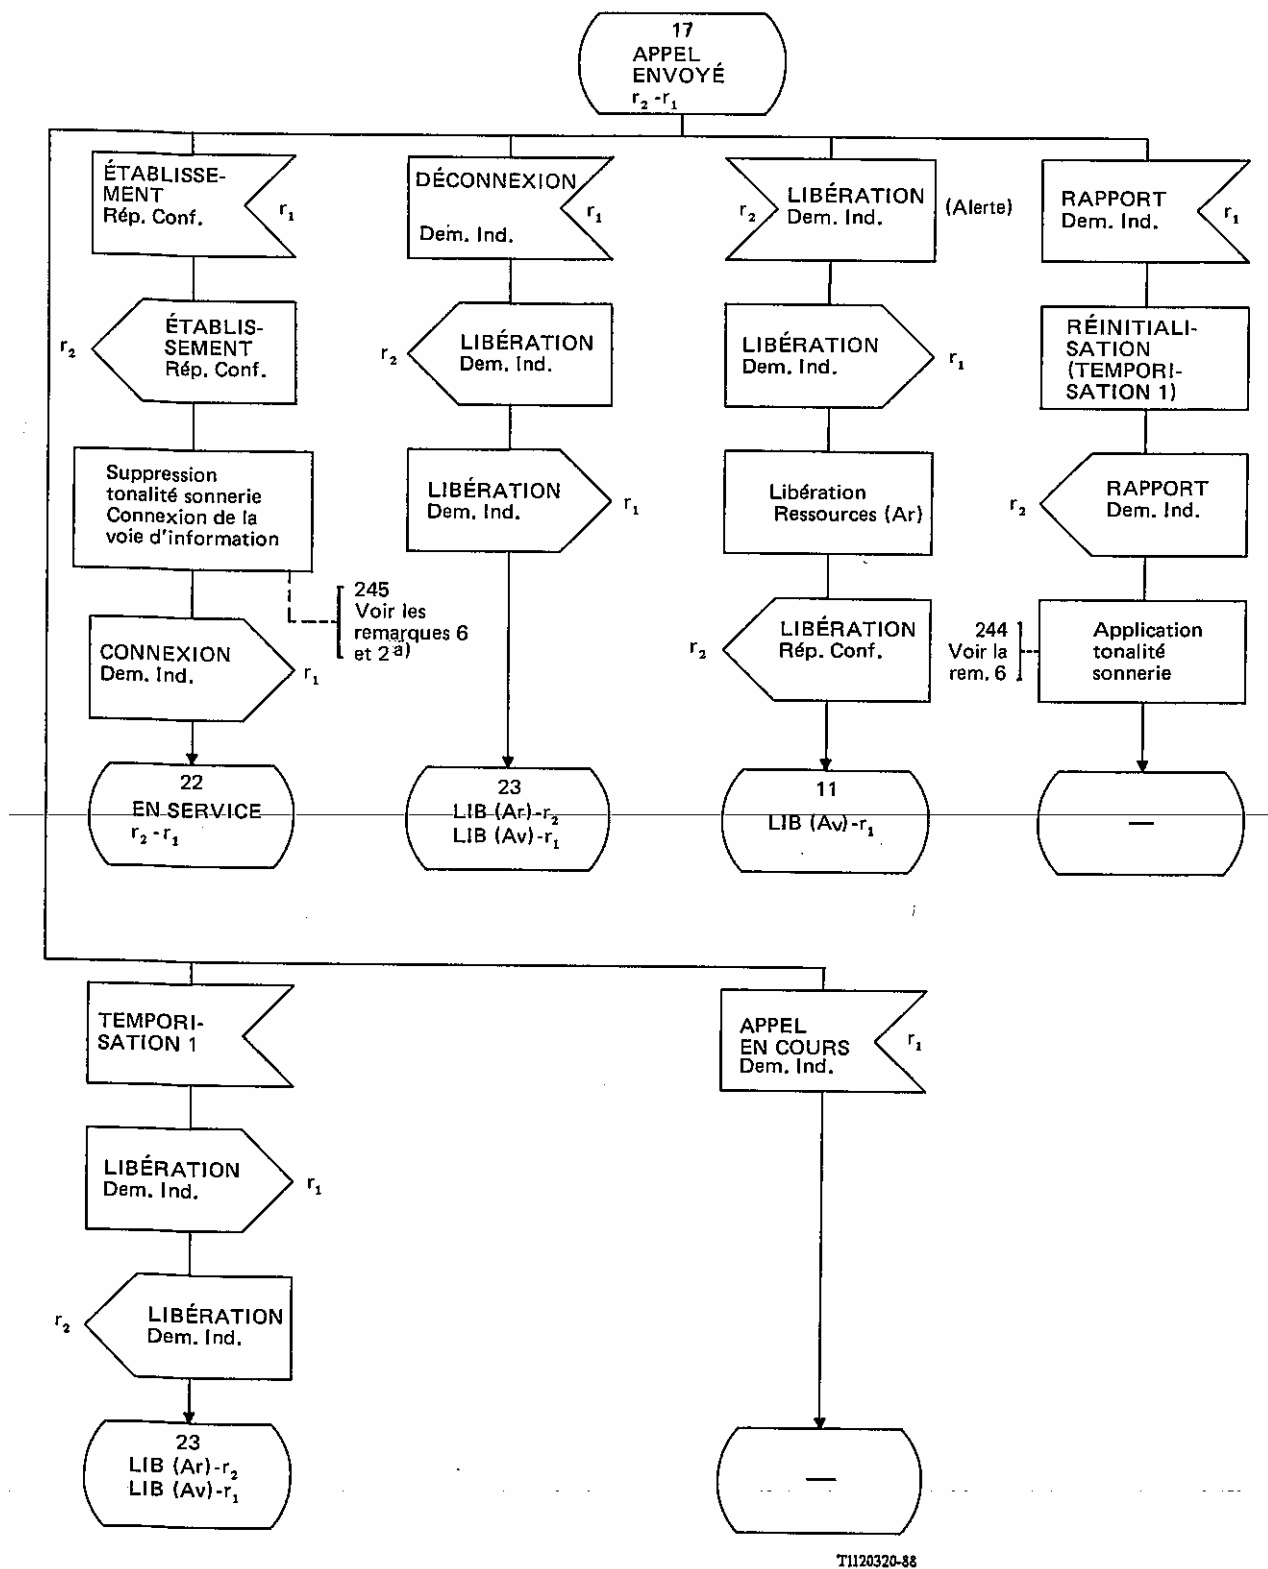 17
APPEL
ENVOYÉ
r₂ - r₁
ÉTABLISSE-
MENT
Rép. Conf.
r₁
DÉCONNEXION
Dem. Ind.
r₁
r₂
LIBÉRATION
Dem. Ind.
(Alerte)
RAPPORT
Dem. Ind.
r₁
r₂
ÉTABLIS-
SEMENT
Rép. Conf.
r₂
LIBÉRATION
Dem. Ind.
LIBÉRATION
Dem. Ind.
r₁
RÉINITIALI-
SATION
(TEMPORI-
SATION 1)
Suppression
tonalité sonnerie
Connexion de la
voie d'information
LIBÉRATION
Dem. Ind.
r₁
Libération
Ressources (Ar)
r₂
RAPPORT
Dem. Ind.
245
Voir les
remarques 6
et 2 a)
CONNEXION
Dem. Ind.
r₁
r₂
LIBÉRATION
Rép. Conf.
244
Voir la
rem. 6
Application
tonalité
sonnerie
22
EN SERVICE
r₂ - r₁
23
LIB (Ar)-r₂
LIB (Av)-r₁
11
LIB (Av)-r₁
—
TEMPORI-
SATION 1
APPEL
EN COURS
Dem. Ind.
r₁
LIBÉRATION
Dem. Ind.
r₁
r₂
LIBÉRATION
Dem. Ind.
23
LIB (Ar)-r₂
LIB (Av)-r₁
—
T1120320-88